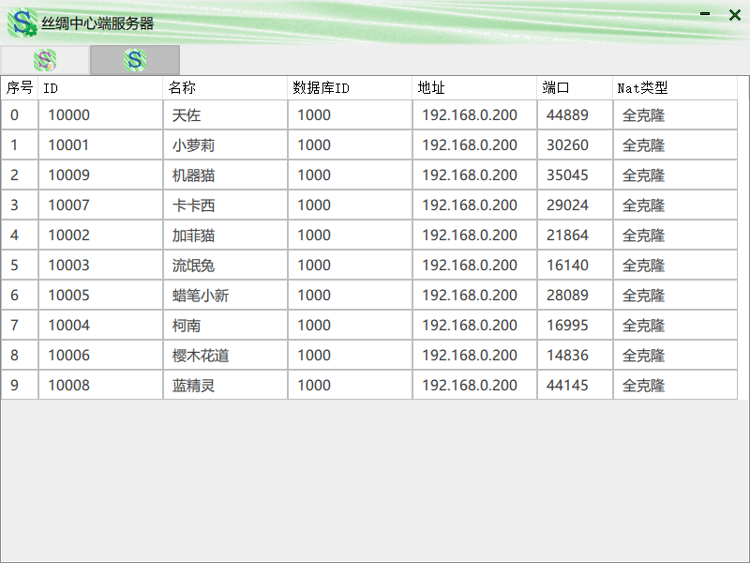 丝绸中心端服务器
序号 ID 名称 数据库ID 地址 端口 Nat类型
0 10000 天佐 1000 192.168.0.200 44889 全克隆
1 10001 小萝莉 1000 192.168.0.200 30260 全克隆
2 10009 机器猫 1000 192.168.0.200 35045 全克隆
3 10007 卡卡西 1000 192.168.0.200 29024 全克隆
4 10002 加菲猫 1000 192.168.0.200 21864 全克隆
5 10003 流氓兔 1000 192.168.0.200 16140 全克隆
6 10005 蜡笔小新 1000 192.168.0.200 28089 全克隆
7 10004 柯南 1000 192.168.0.200 16995 全克隆
8 10006 樱木花道 1000 192.168.0.200 14836 全克隆
9 10008 蓝精灵 1000 192.168.0.200 44145 全克隆